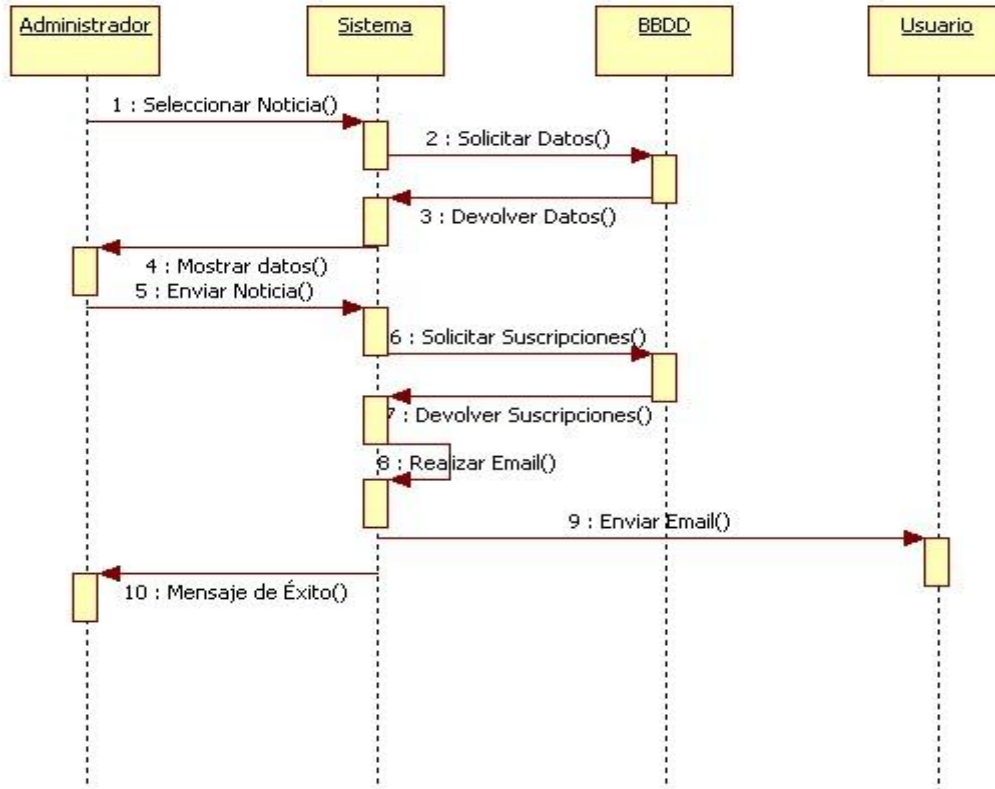 Administrador
Sistema
BBDD
Usuario
1 : Seleccionar Noticia()
2 : Solicitar Datos()
3 : Devolver Datos()
4 : Mostrar datos()
5 : Enviar Noticia()
6 : Solicitar Suscripciones()
7 : Devolver Suscripciones()
8 : Realizar Email()
9 : Enviar Email()
10 : Mensaje de Éxito()